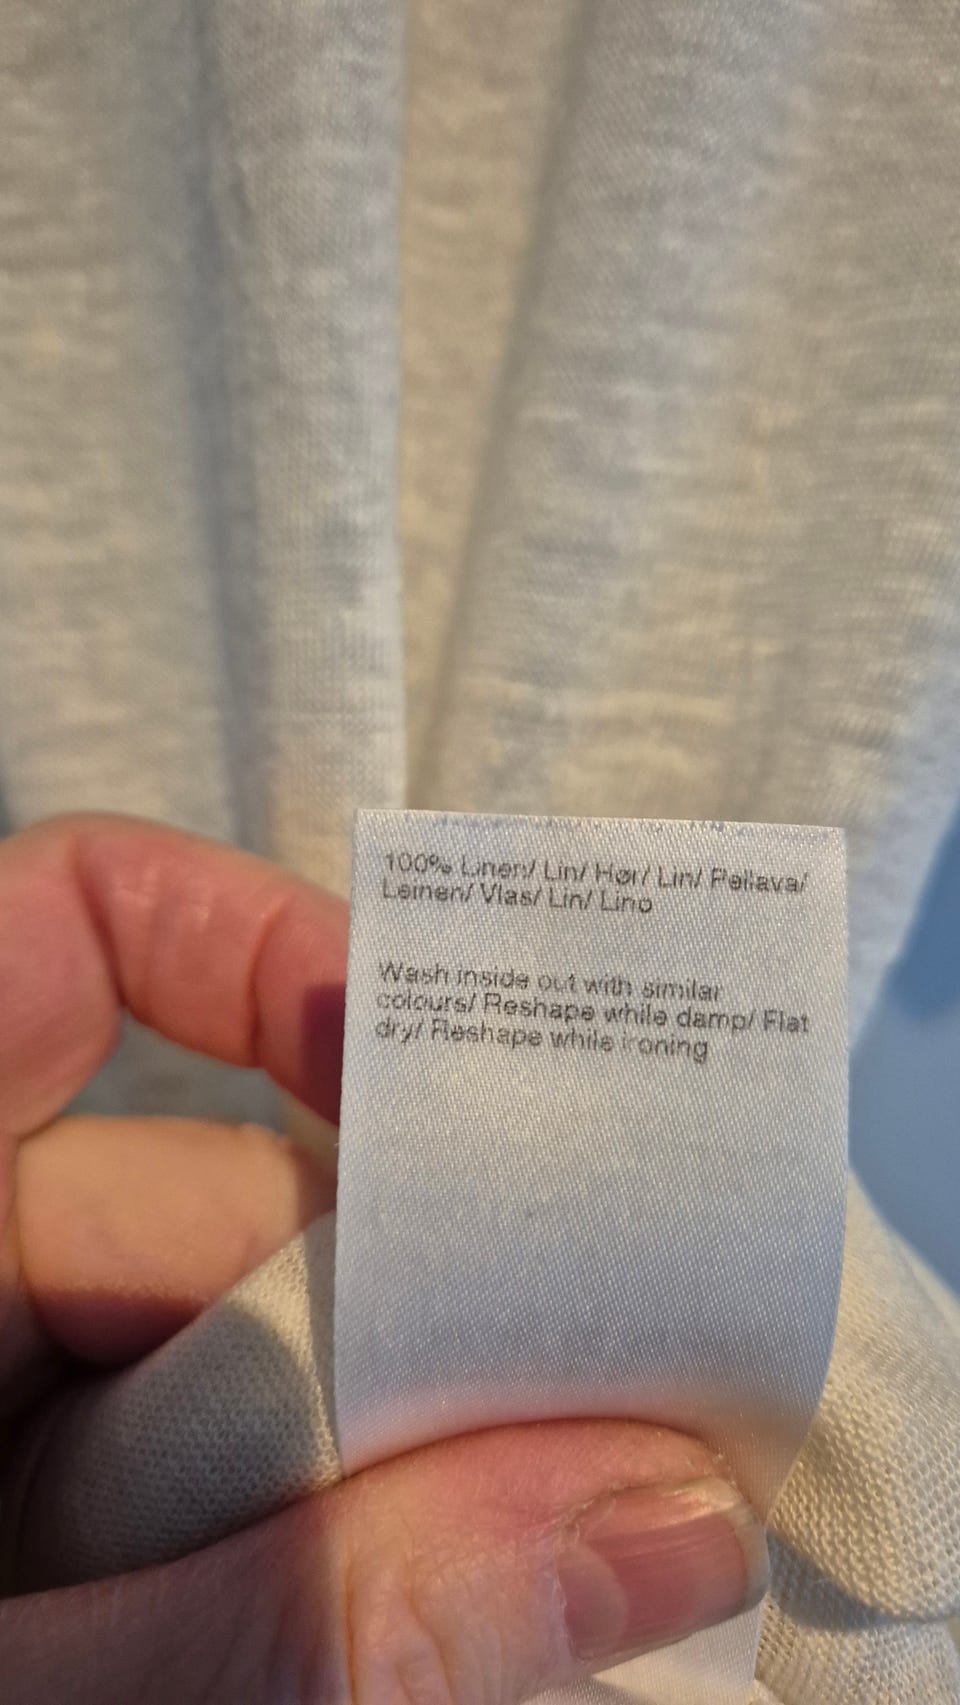 100% Linen/ Lin/ Hør/ Lin/ Pellava/
Leinen/ Vlas/ Lin/ Lino
Wash inside out with similar
colours/ Reshape while damp/ Flat
dry/ Reshape while ironing